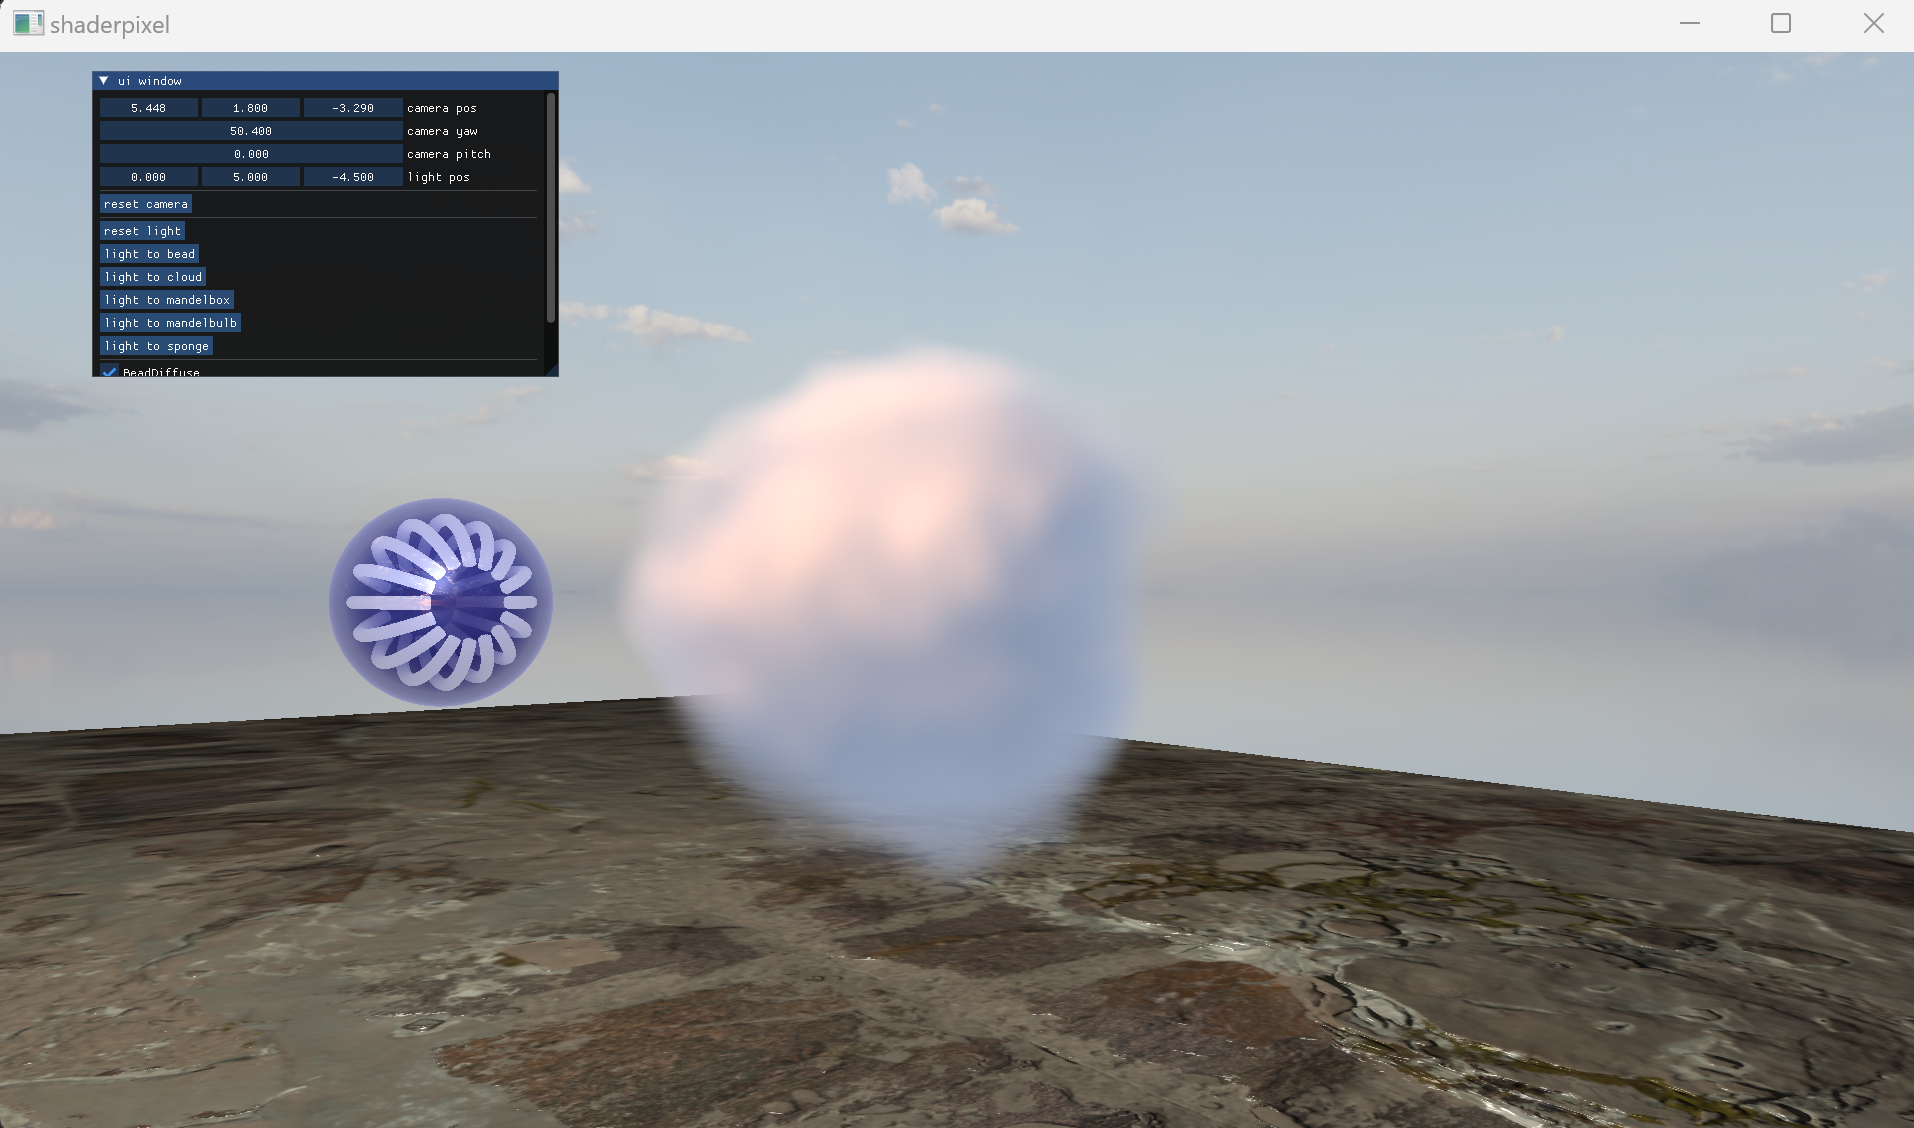 shaderpixel
ui window
5.448 1.800 -3.290 camera pos
50.400 camera yaw
0.000 camera pitch
0.000 5.000 -4.500 light pos
reset camera
reset light
light to bead
light to cloud
light to mandelbox
light to mandelbulb
light to sponge
BeadDiffuse